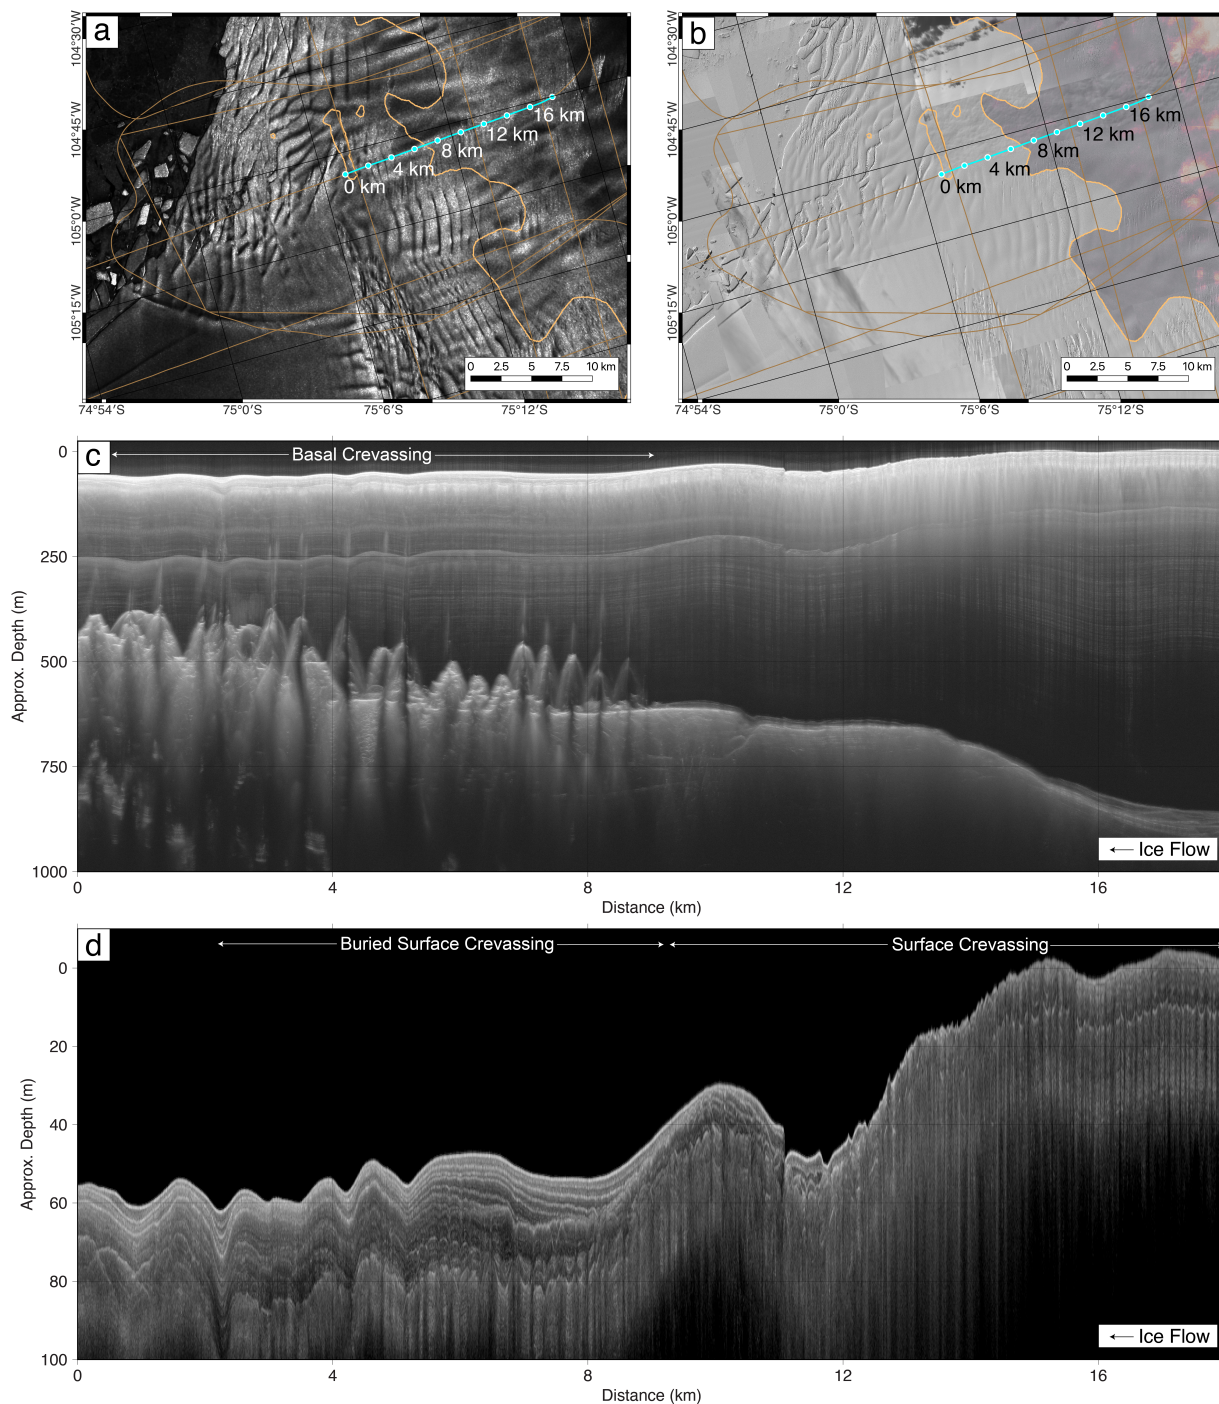 a
104°30'W
104°45'W
105°0'W
105°15'W
0 km
4 km
8 km
12 km
16 km
0 2.5 5 7.5 10 km
74°54'S 75°0'S 75°6'S 75°12'S
b
104°30'W
104°45'W
105°0'W
105°15'W
0 km
4 km
8 km
12 km
16 km
0 2.5 5 7.5 10 km
74°54'S 75°0'S 75°6'S 75°12'S
c
Basal Crevassing
Approx. Depth (m)
0
250
500
750
1000
← Ice Flow
0 4 8 12 16
Distance (km)
d
Buried Surface Crevassing
Surface Crevassing
Approx. Depth (m)
0
20
40
60
80
100
← Ice Flow
0 4 8 12 16
Distance (km)